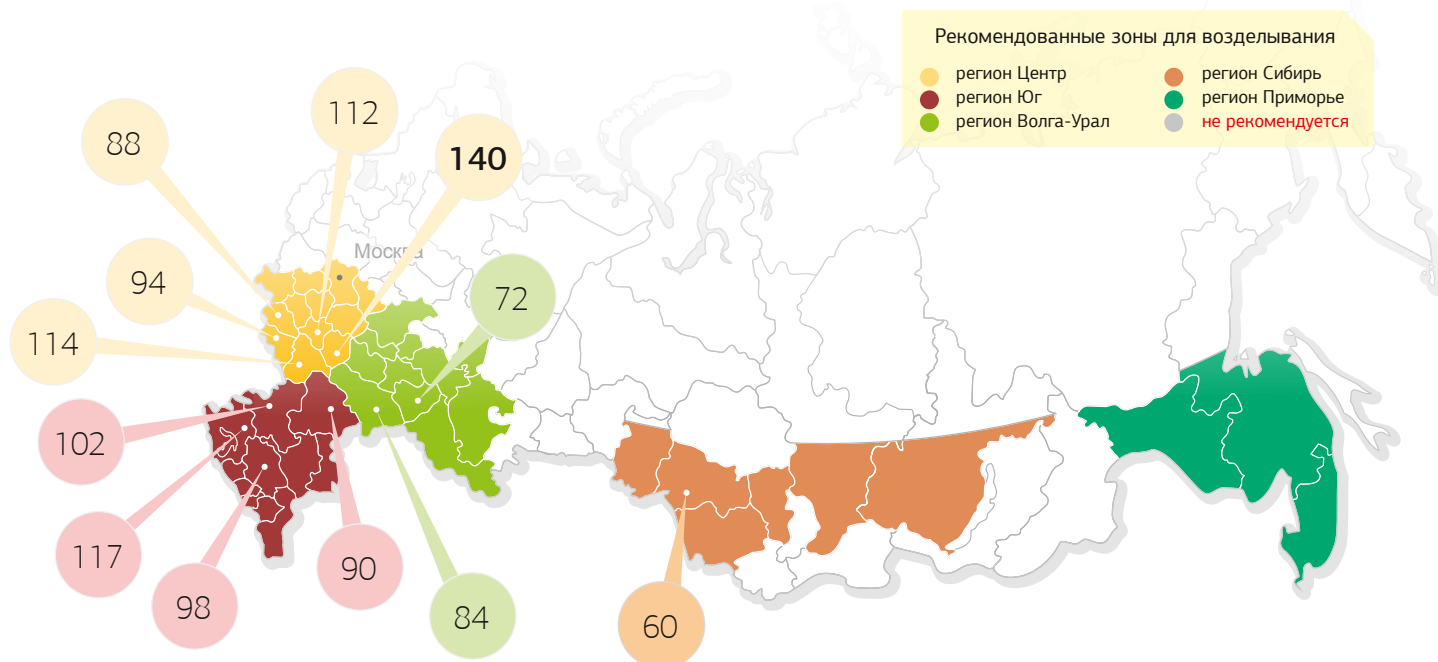 Рекомендованные зоны для возделывания
регион Центр
регион Юг
регион Волга-Урал
регион Сибирь
регион Приморье
не рекомендуется
112
88
140
Москва
94
72
114
102
117
90
98
84
60